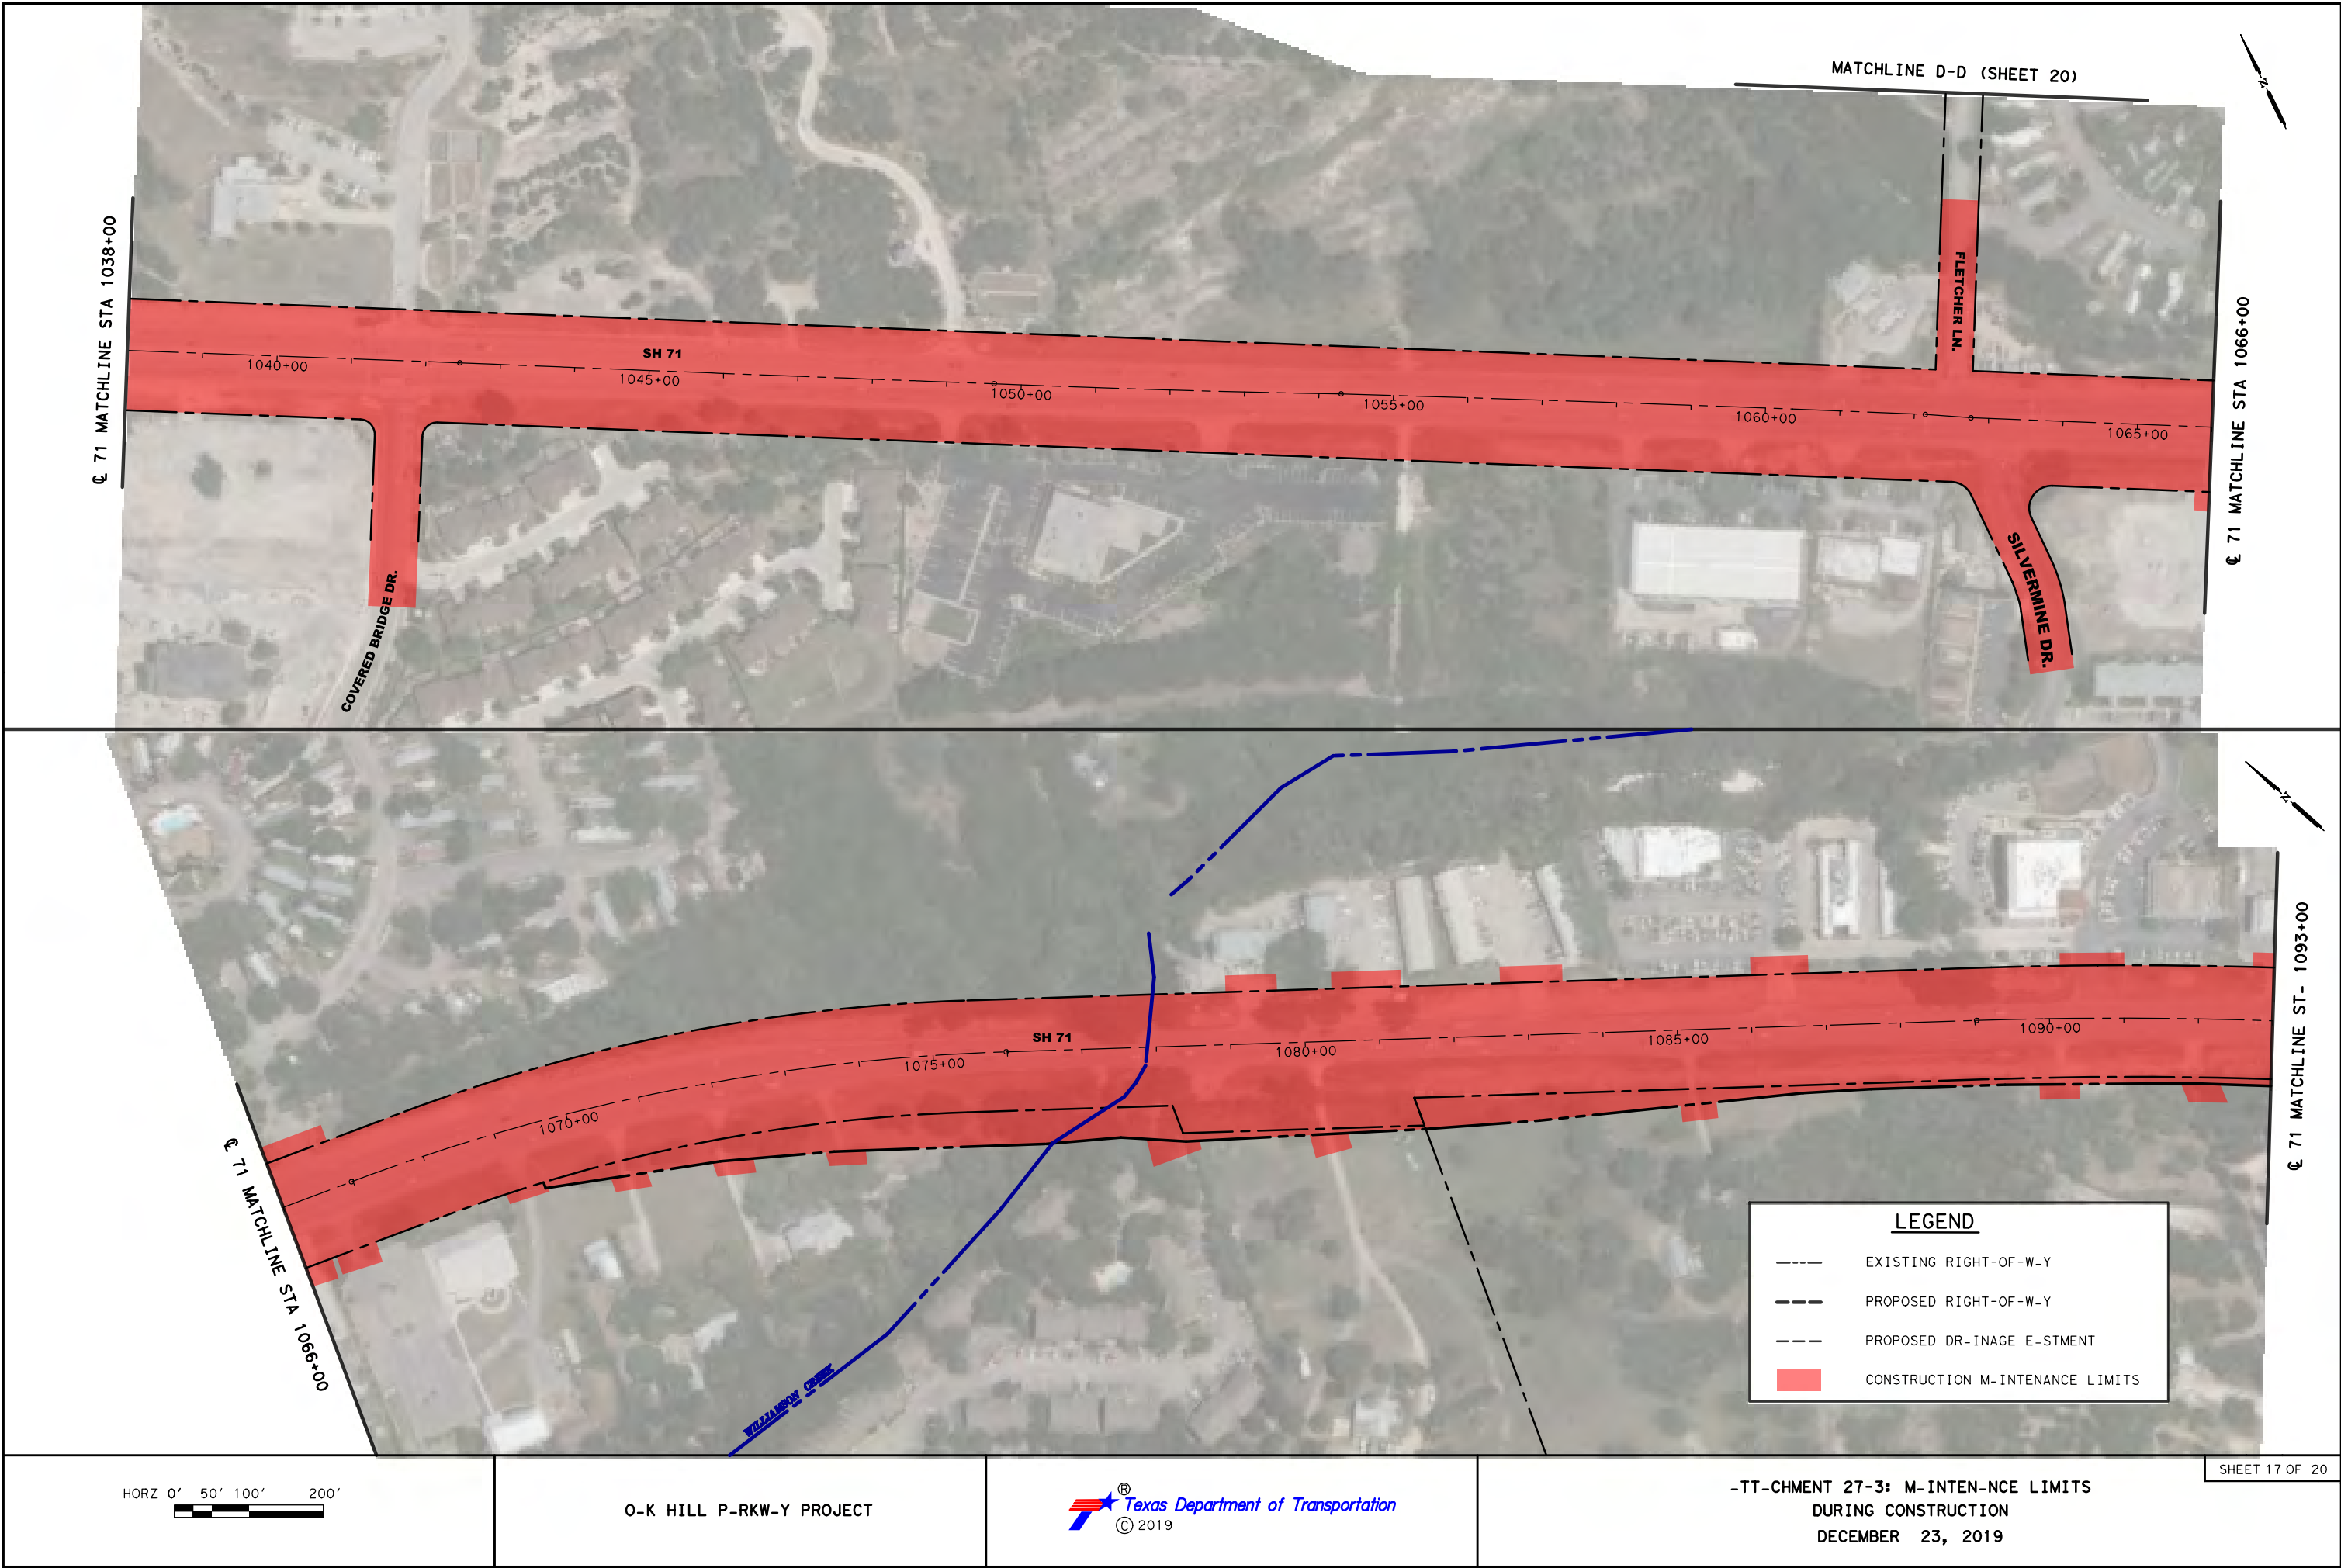 MATCHLINE D-D (SHEET 20)
N
℄ 71 MATCHLINE STA 1038+00
FLETCHER LN.
℄ 71 MATCHLINE STA 1066+00
SH 71
1040+00
1045+00
1050+00
1055+00
1060+00
1065+00
SILVERMINE DR.
COVERED BRIDGE DR.
N
℄ 71 MATCHLINE ST- 1093+00
SH 71
1070+00
1075+00
1080+00
1085+00
1090+00
℄ 71 MATCHLINE STA 1066+00
WILLIAMSON CREEK
LEGEND
EXISTING RIGHT-OF-W-Y
PROPOSED RIGHT-OF-W-Y
PROPOSED DR-INAGE E-STMENT
CONSTRUCTION M-INTENANCE LIMITS
SHEET 17 OF 20
HORZ 0' 50' 100' 200'
O-K HILL P-RKW-Y PROJECT
®
Texas Department of Transportation
© 2019
-TT-CHMENT 27-3: M-INTEN-NCE LIMITS
DURING CONSTRUCTION
DECEMBER 23, 2019